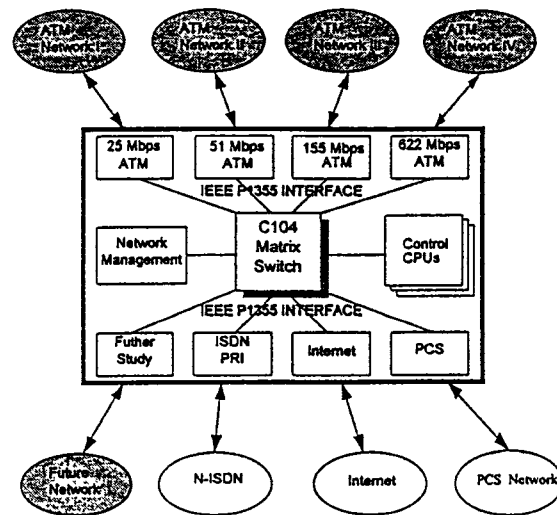 ATM
Network I
ATM
Network II
ATM
Network III
ATM
Network IV
25 Mbps
ATM
51 Mbps
ATM
155 Mbps
ATM
622 Mbps
ATM
IEEE P1355 INTERFACE
Network
Management
C104
Matrix
Switch
Control
CPUs
IEEE P1355 INTERFACE
Futher
Study
ISDN
PRI
Internet
PCS
Future
Network
N-ISDN
Internet
PCS Network